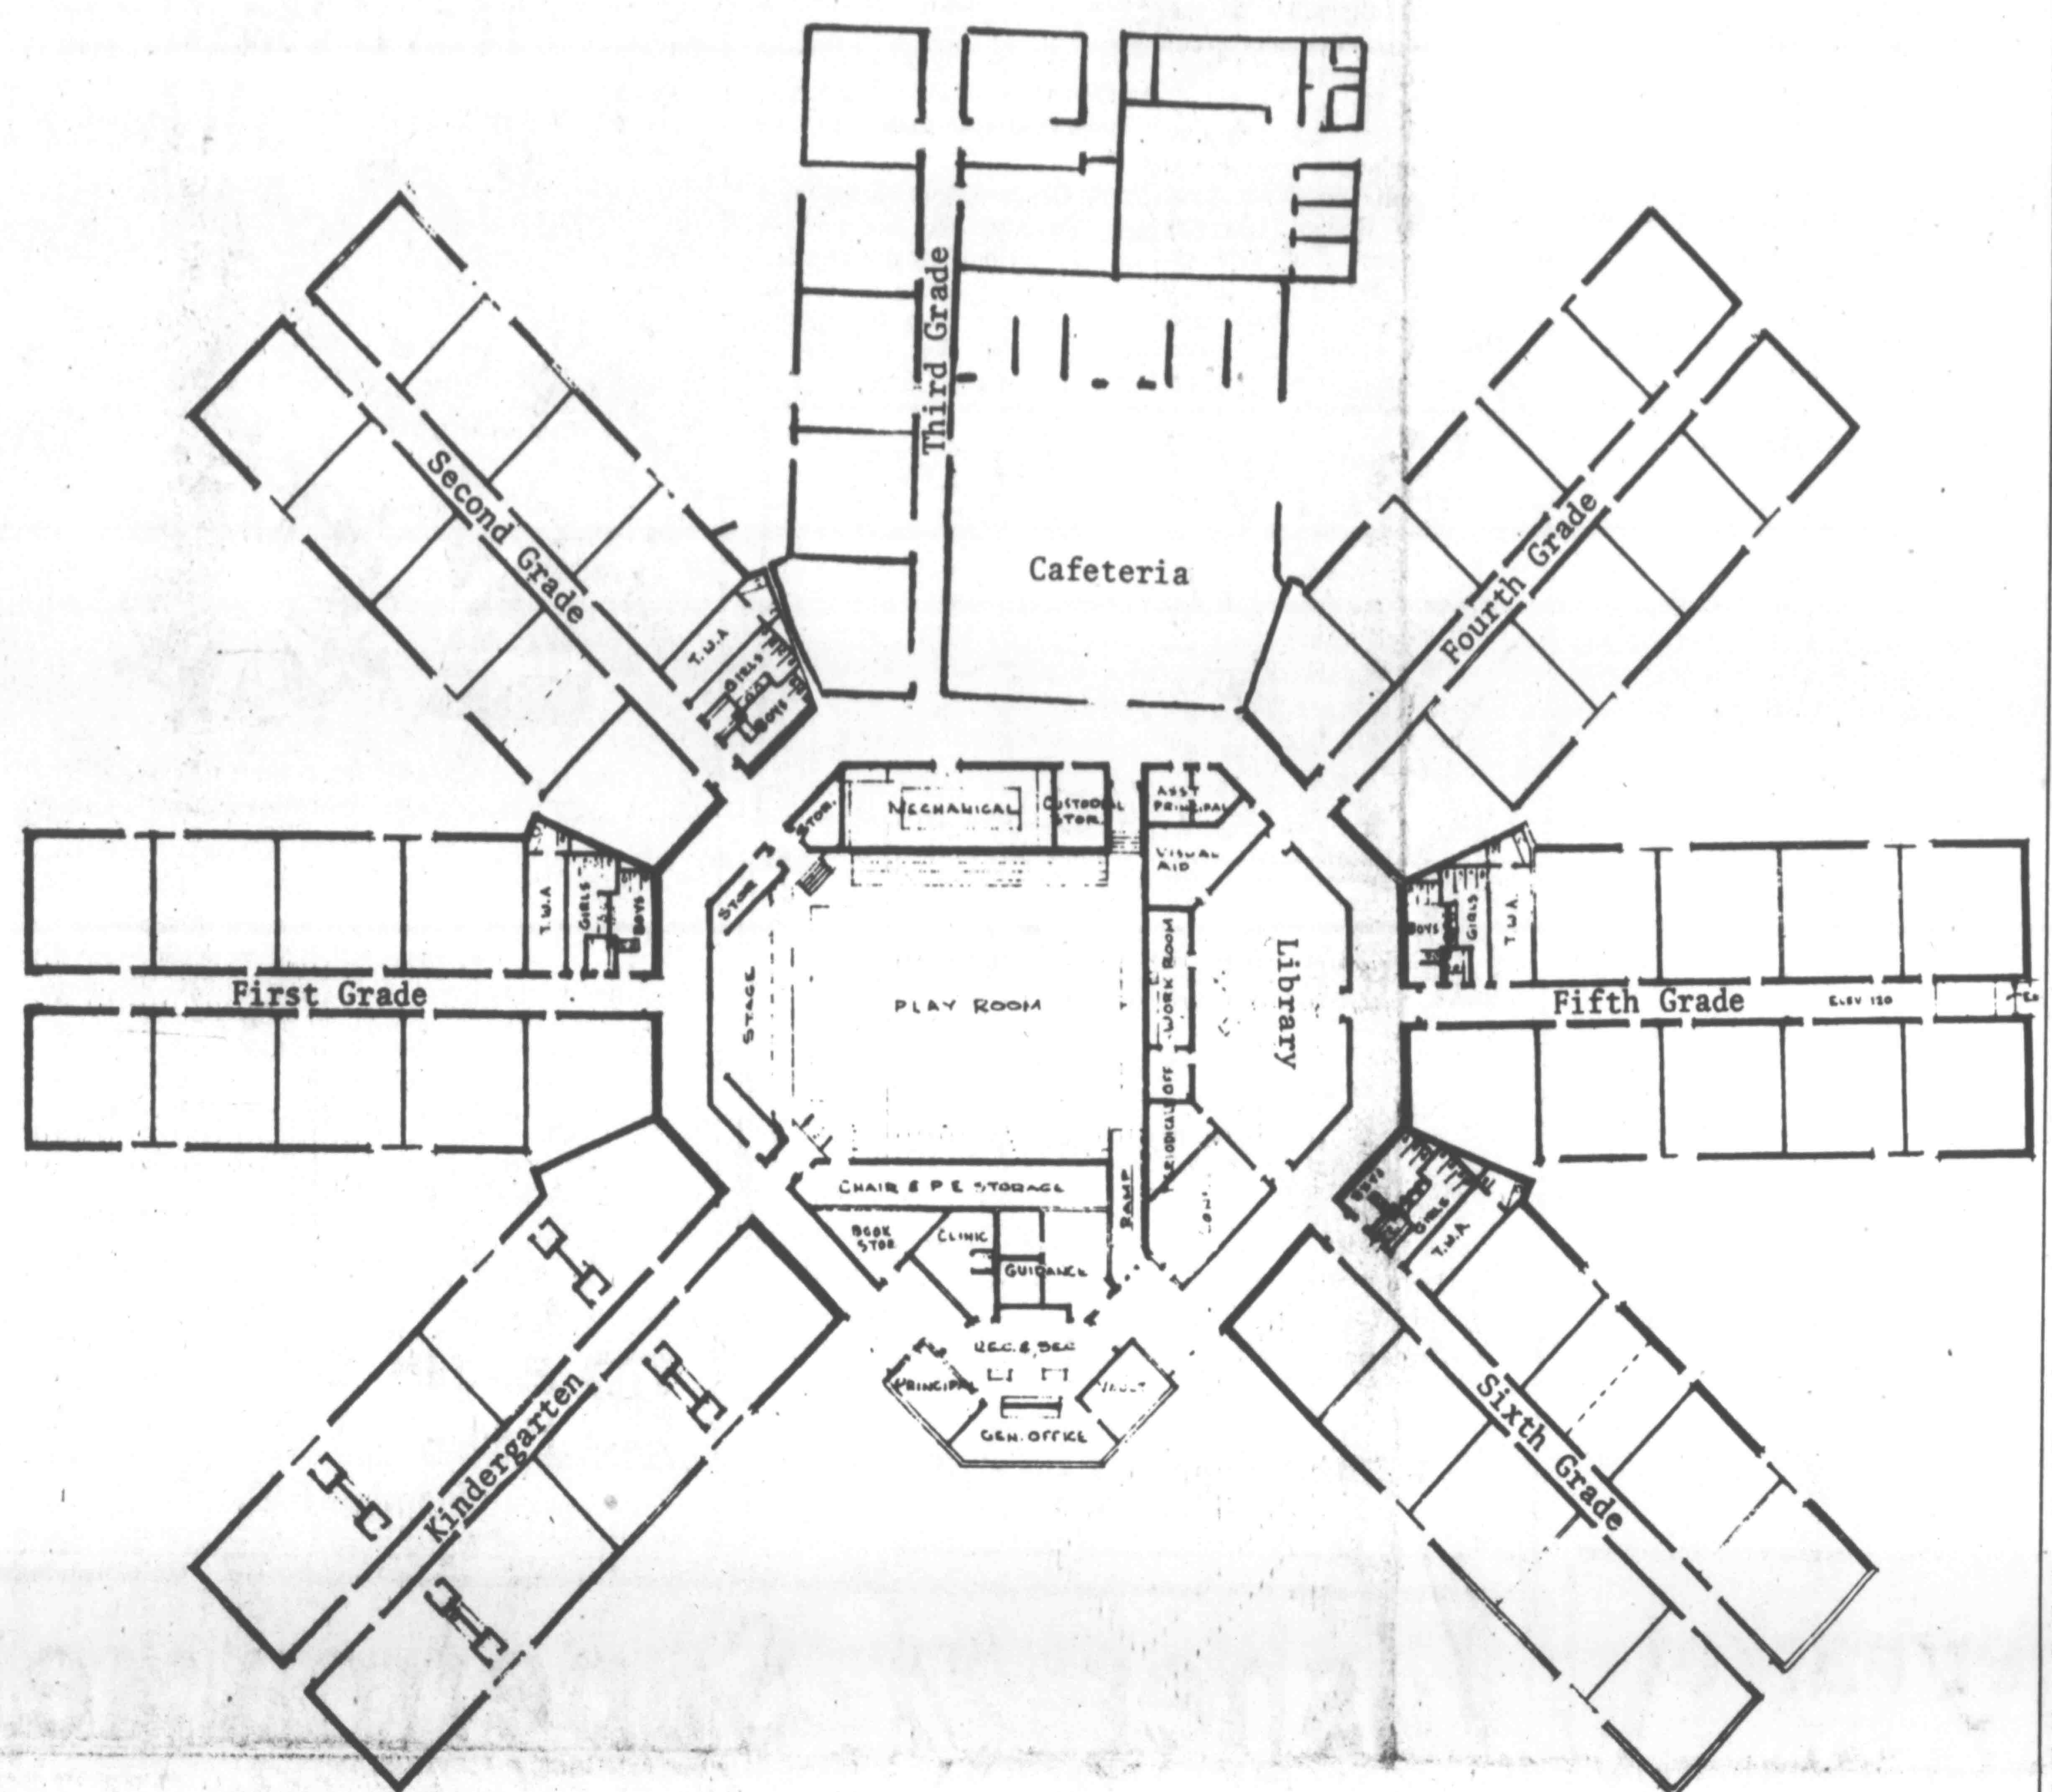 Third Grade
Second Grade
Cafeteria
Fourth Grade
T.W.A
GIRLS
BOYS
STOR.
MECHANICAL
CUSTODIAL
STOR.
ASST
PRINCIPAL
VISUAL
AID
STOR
T.W.A
GIRLS
BOYS
BOYS
GIRLS
T.W.A.
STAGE
PLAY ROOM
WORK ROOM
Library
First Grade
Fifth Grade
ELEV 120
OFF
PERIODICAL
CHAIR & P E STORAGE
RAMP
BOOK
STOR
CLINIC
GUIDANCE
BOYS
GIRLS
T.W.A
REC. & SEC
PRINCIPAL
VAULT
GEN. OFFICE
Kindergarten
Sixth Grade